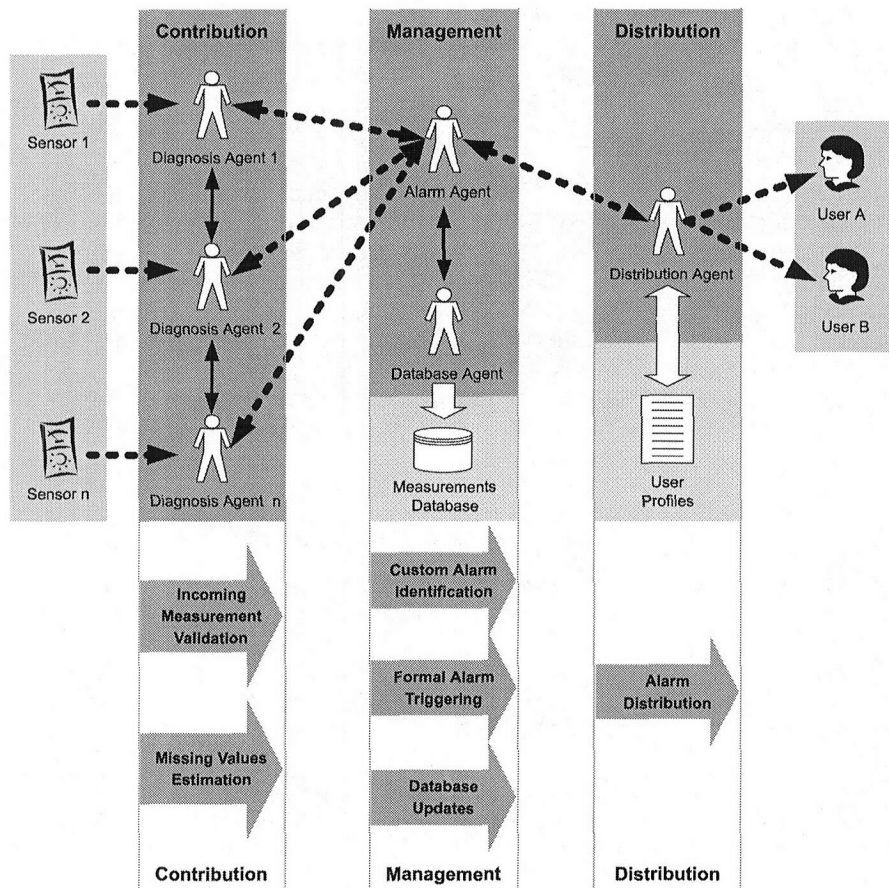 Contribution
Management
Distribution
Sensor 1
Diagnosis Agent 1
Alarm Agent
User A
Sensor 2
Diagnosis Agent 2
Distribution Agent
User B
Database Agent
Sensor n
Diagnosis Agent n
Measurements
Database
User
Profiles
Incoming
Measurement
Validation
Custom Alarm
Identification
Formal Alarm
Triggering
Alarm
Distribution
Missing Values
Estimation
Database
Updates
Contribution
Management
Distribution